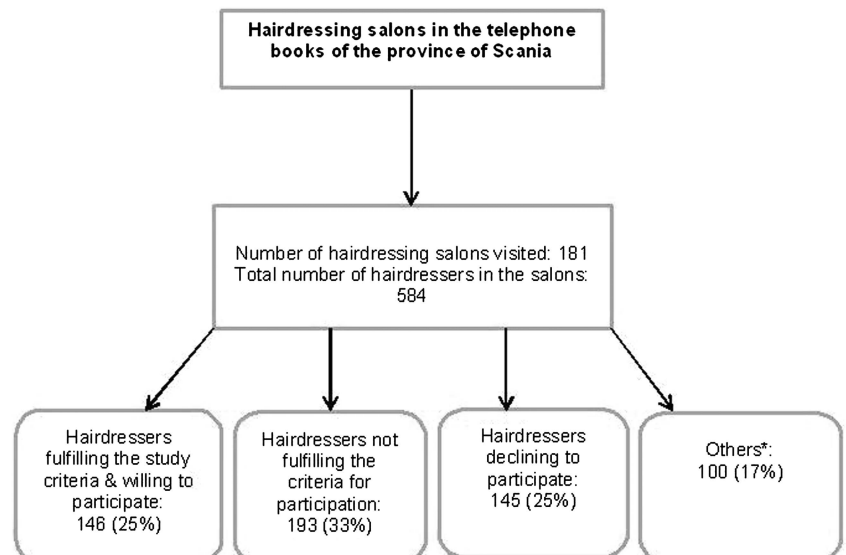 Hairdressing salons in the telephone
books of the province of Scania
Number of hairdressing salons visited: 181
Total number of hairdressers in the salons:
584
Hairdressers
fulfilling the study
criteria & willing to
participate:
146 (25%)
Hairdressers not
fulfilling the
criteria for
participation:
193 (33%)
Hairdressers
declining to
participate:
145 (25%)
Others*:
100 (17%)